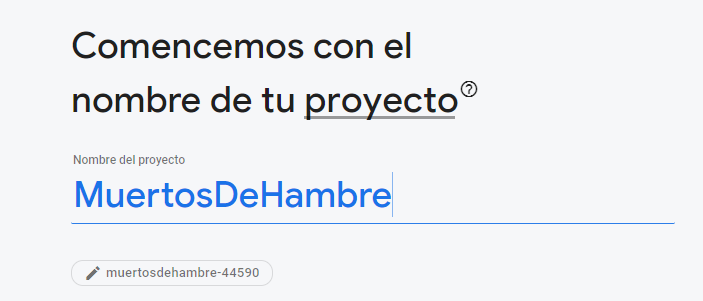 Comencemos con el
nombre de tu proyecto
Nombre del proyecto
MuertosDeHambre
muertosdehambre-44590